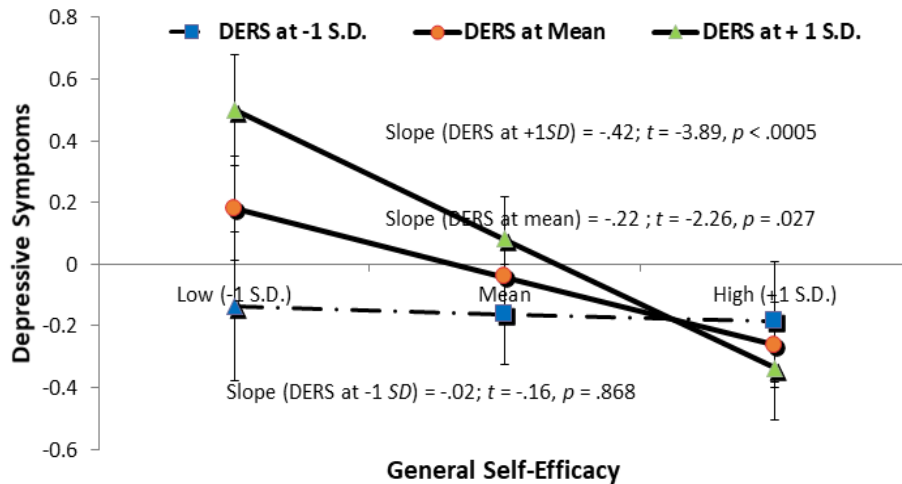 0.8
DERS at -1 S.D. DERS at Mean DERS at + 1 S.D.
0.6
Slope (DERS at +1SD) = -.42; t = -3.89, p < .0005
0.4
0.2
Slope (DERS at mean) = -.22 ; t = -2.26, p = .027
0
Low (-1 S.D.) Mean High (+1 S.D.)
-0.2
-0.4
Slope (DERS at -1 SD) = -.02; t = -.16, p = .868
-0.6
Depressive Symptoms
General Self-Efficacy